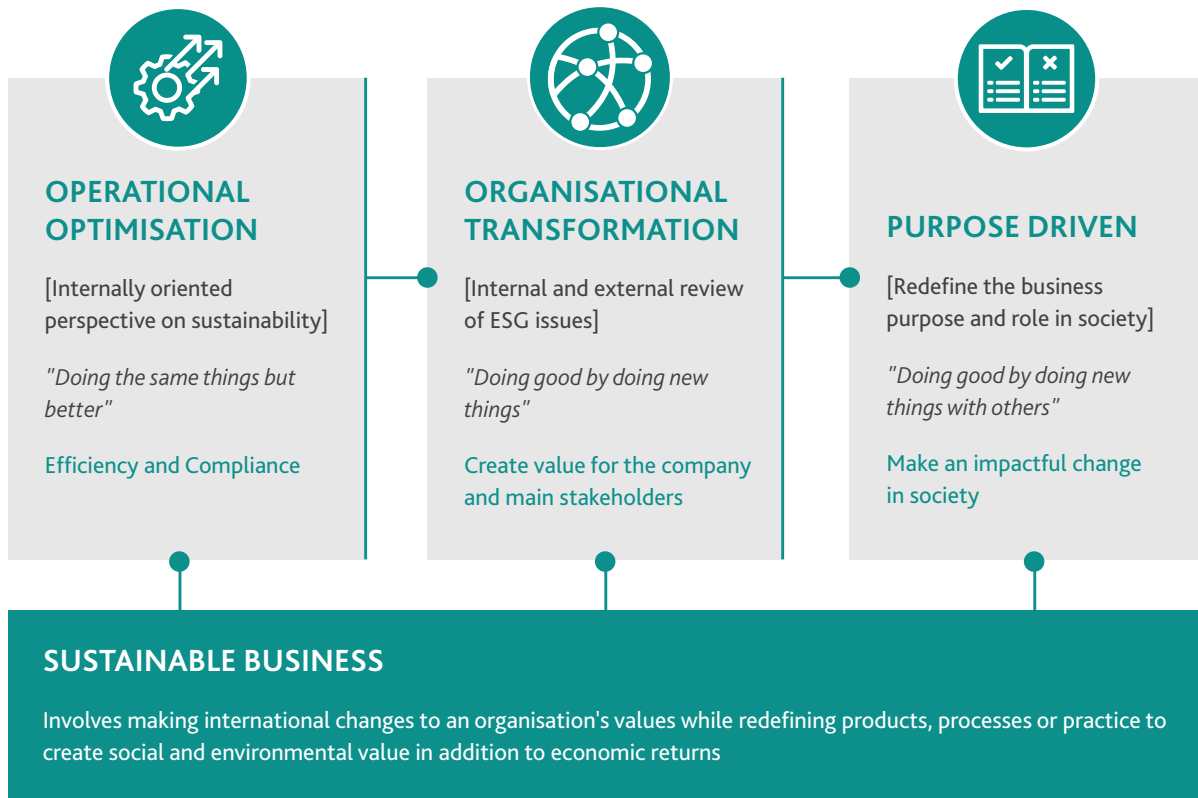 OPERATIONAL
OPTIMISATION
[Internally oriented
perspective on sustainability]
"Doing the same things but
better"
Efficiency and Compliance
ORGANISATIONAL
TRANSFORMATION
[Internal and external review
of ESG issues]
"Doing good by doing new
things"
Create value for the company
and main stakeholders
PURPOSE DRIVEN
[Redefine the business
purpose and role in society]
"Doing good by doing new
things with others"
Make an impactful change
in society
SUSTAINABLE BUSINESS
Involves making international changes to an organisation's values while redefining products, processes or practice to
create social and environmental value in addition to economic returns